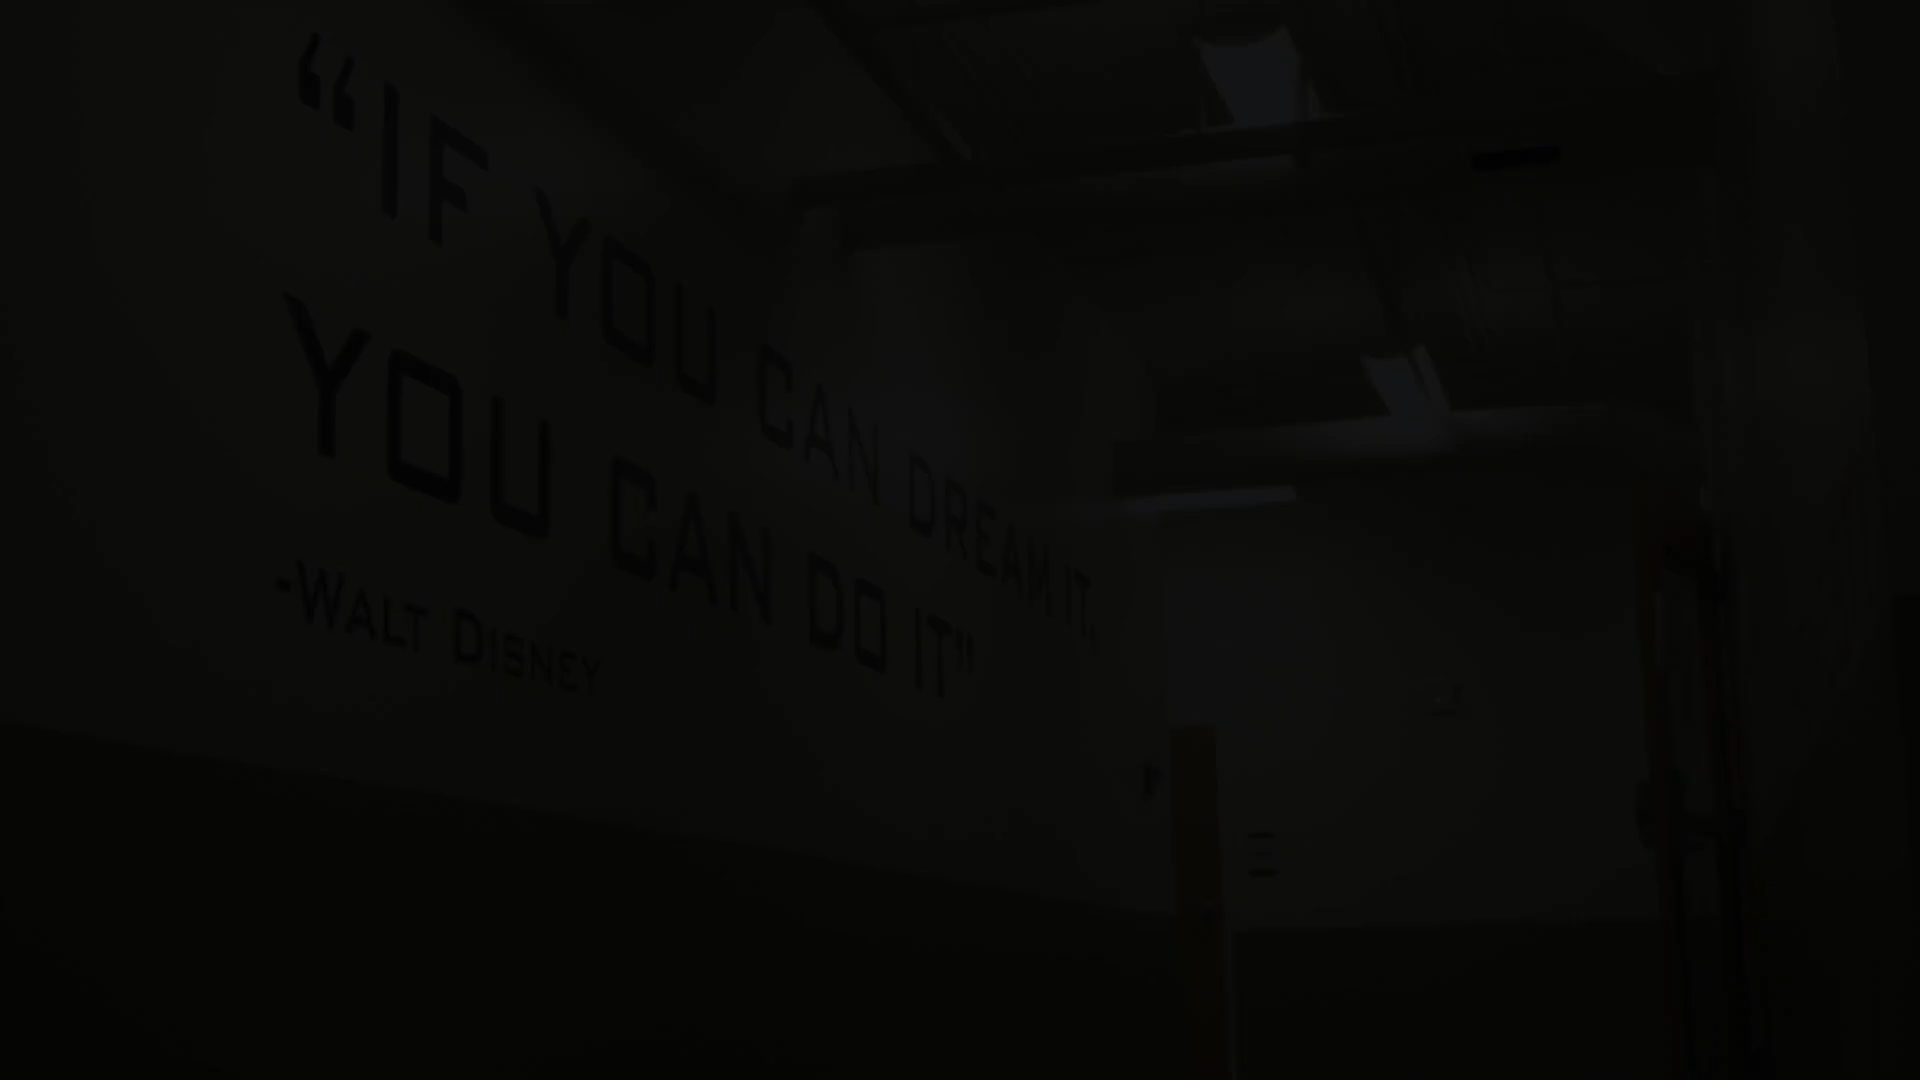 “IF YOU CAN DREAM IT,
YOU CAN DO IT"
-WALT DISNEY